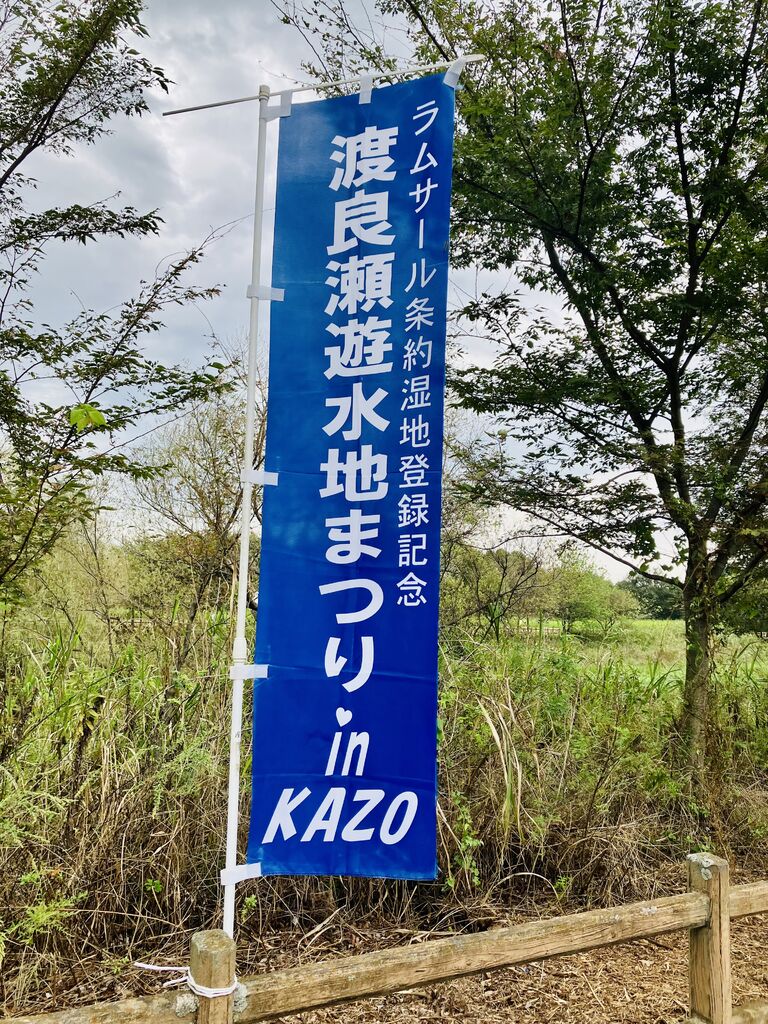 ラムサール条約湿地登録記念
渡良瀬遊水地まつり
in
KAZO